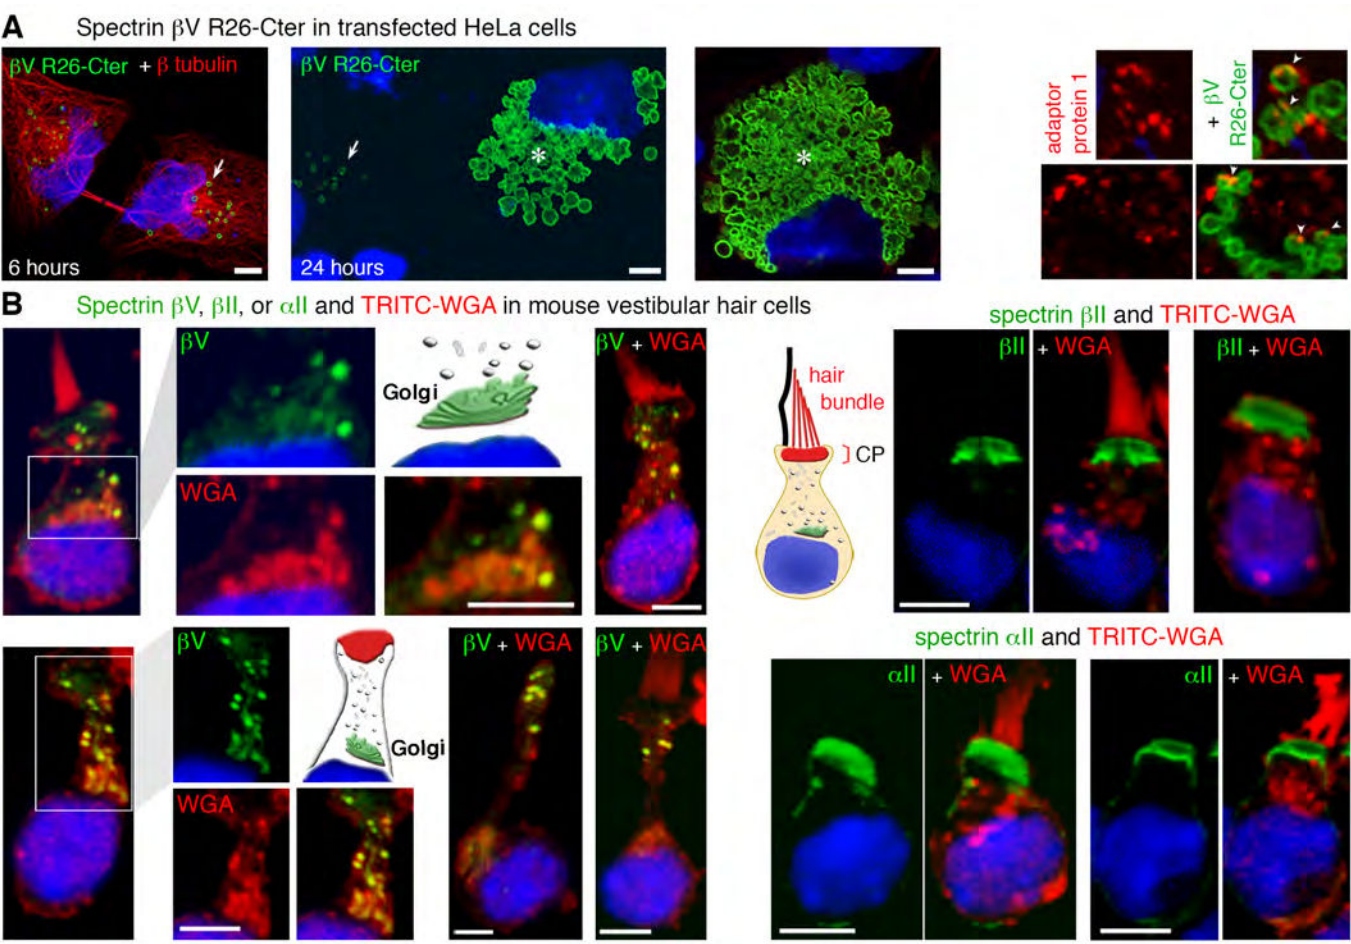 A Spectrin βV R26-Cter in transfected HeLa cells
βV R26-Cter + β tubulin
6 hours
βV R26-Cter
*
24 hours
*
adaptor
protein 1
+ βV
R26-Cter
B Spectrin βV, βII, or αII and TRITC-WGA in mouse vestibular hair cells
βV
Golgi
βV + WGA
WGA
hair
bundle
CP
spectrin βII and TRITC-WGA
βII + WGA
βII + WGA
βV
Golgi
WGA
βV + WGA
βV + WGA
spectrin αII and TRITC-WGA
αII + WGA
αII + WGA